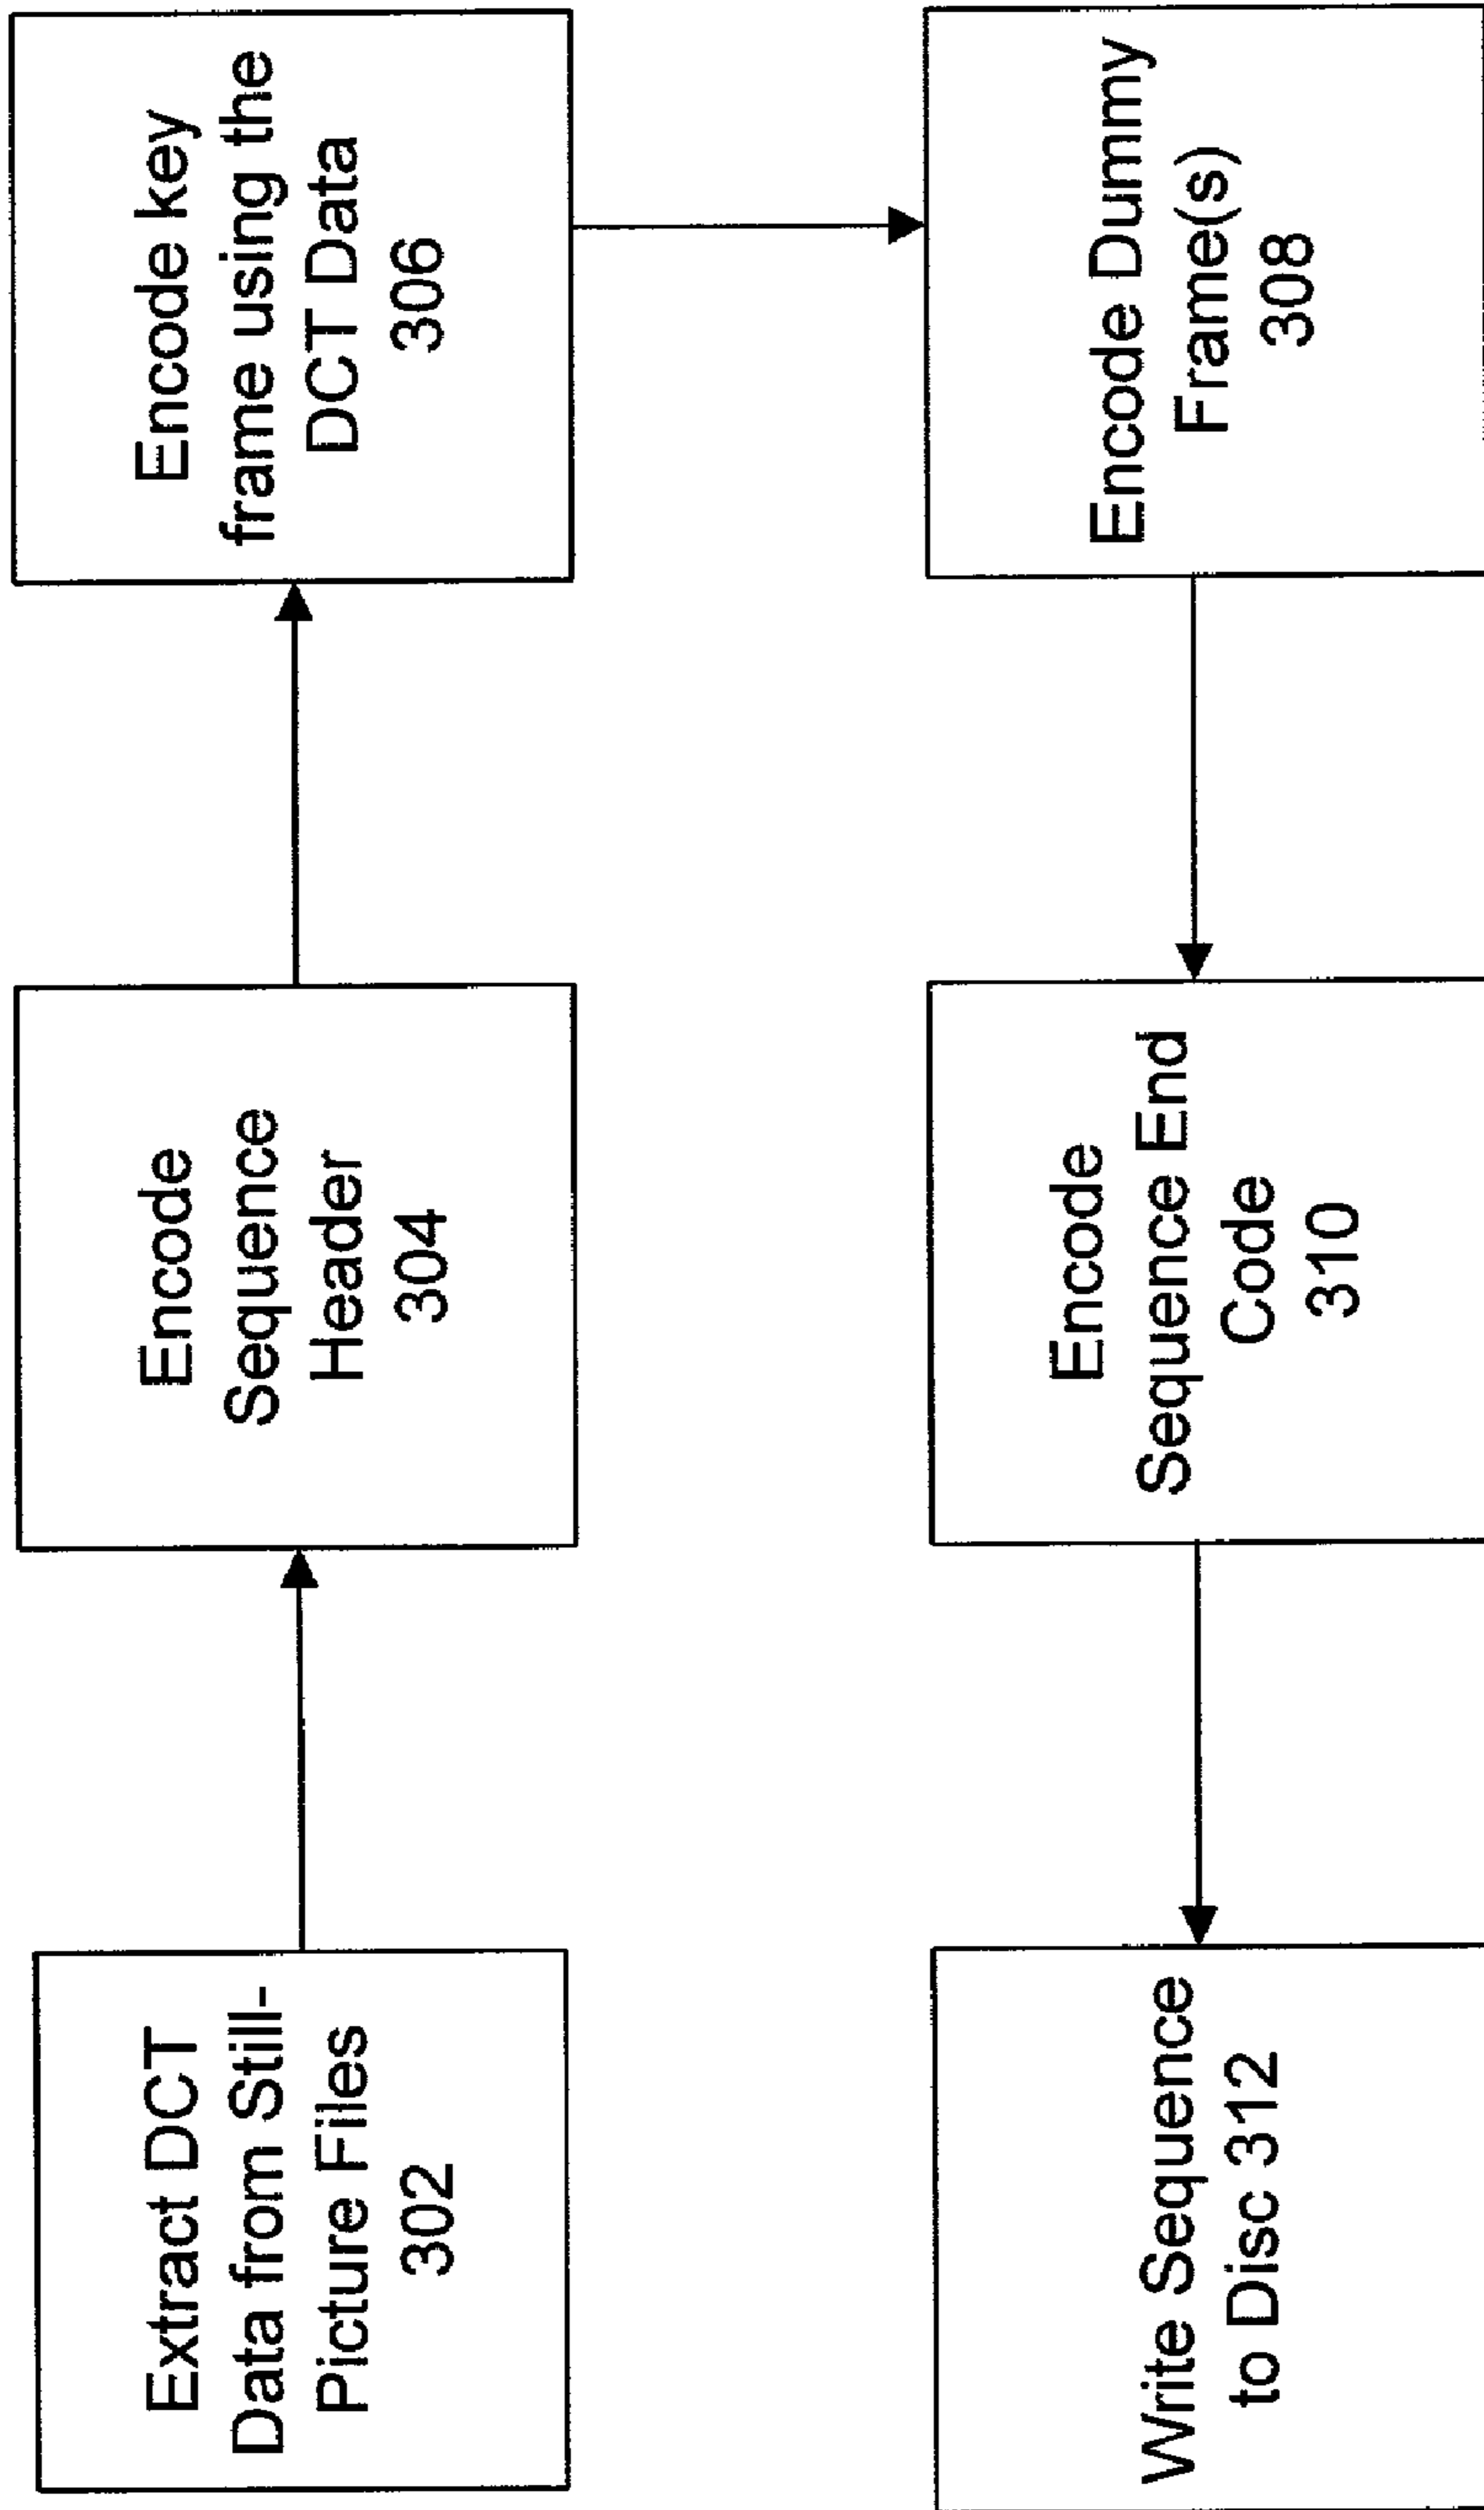 Extract DCT
Data from Still-
Picture Files
302
Encode
Sequence
Header
304
Encode key
frame using the
DCT Data
306
Encode Dummy
Frame(s)
308
Encode
Sequence End
Code
310
Write Sequence
to Disc 312